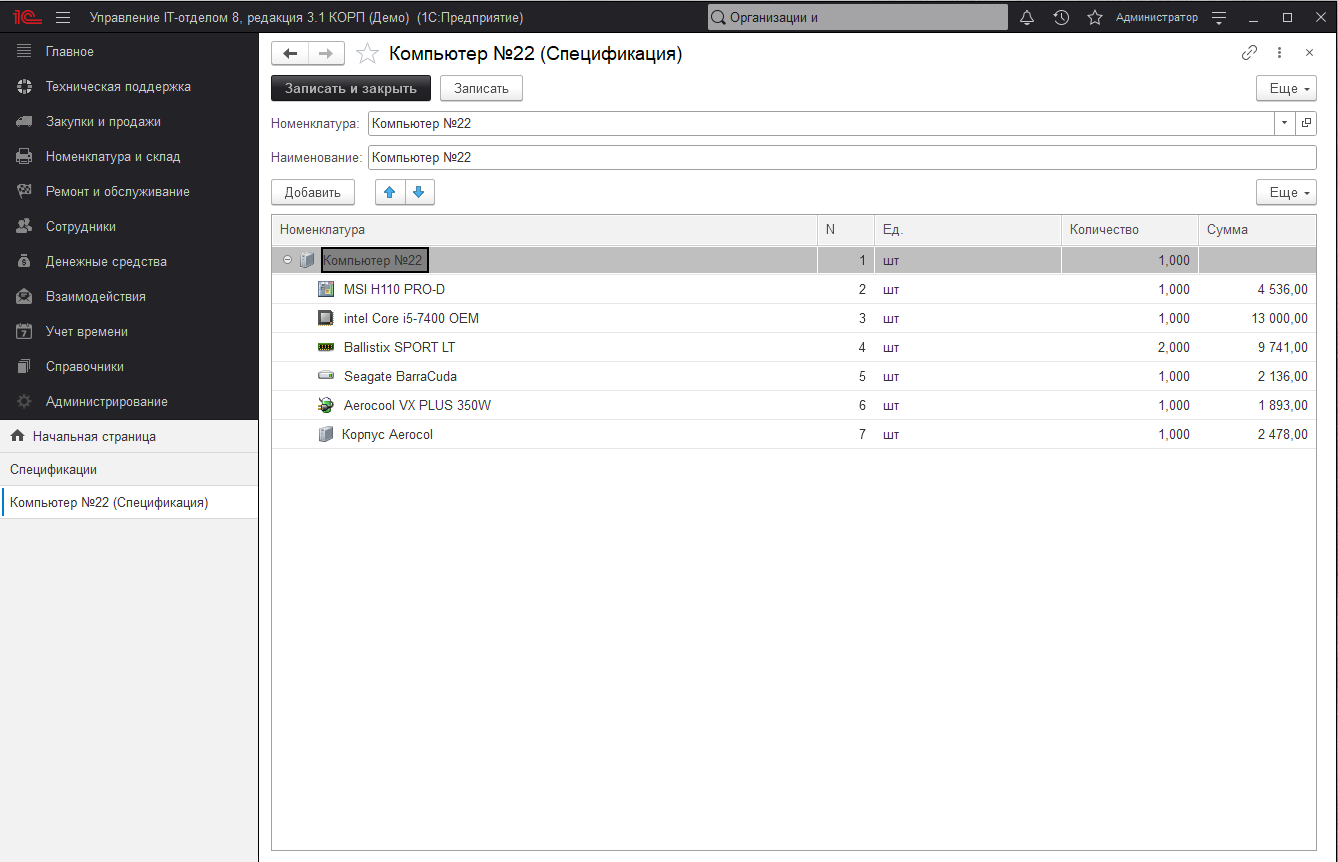 1С Управление IT-отделом 8, редакция 3.1 КОРП (Демо) (1С:Предприятие) Организации и Администратор
Главное
Техническая поддержка
Закупки и продажи
Номенклатура и склад
Ремонт и обслуживание
Сотрудники
Денежные средства
Взаимодействия
7 Учет времени
Справочники
Администрирование
Начальная страница
Спецификации
Компьютер №22 (Спецификация)
Компьютер №22 (Спецификация)
Записать и закрыть Записать Еще
Номенклатура: Компьютер №22
Наименование: Компьютер №22
Добавить Еще
Номенклатура N Ед. Количество Сумма
Компьютер №22 1 шт 1,000
MSI H110 PRO-D 2 шт 1,000 4 536,00
intel Core i5-7400 OEM 3 шт 1,000 13 000,00
Ballistix SPORT LT 4 шт 2,000 9 741,00
Seagate BarraCuda 5 шт 1,000 2 136,00
Aerocool VX PLUS 350W 6 шт 1,000 1 893,00
Корпус Aerocol 7 шт 1,000 2 478,00